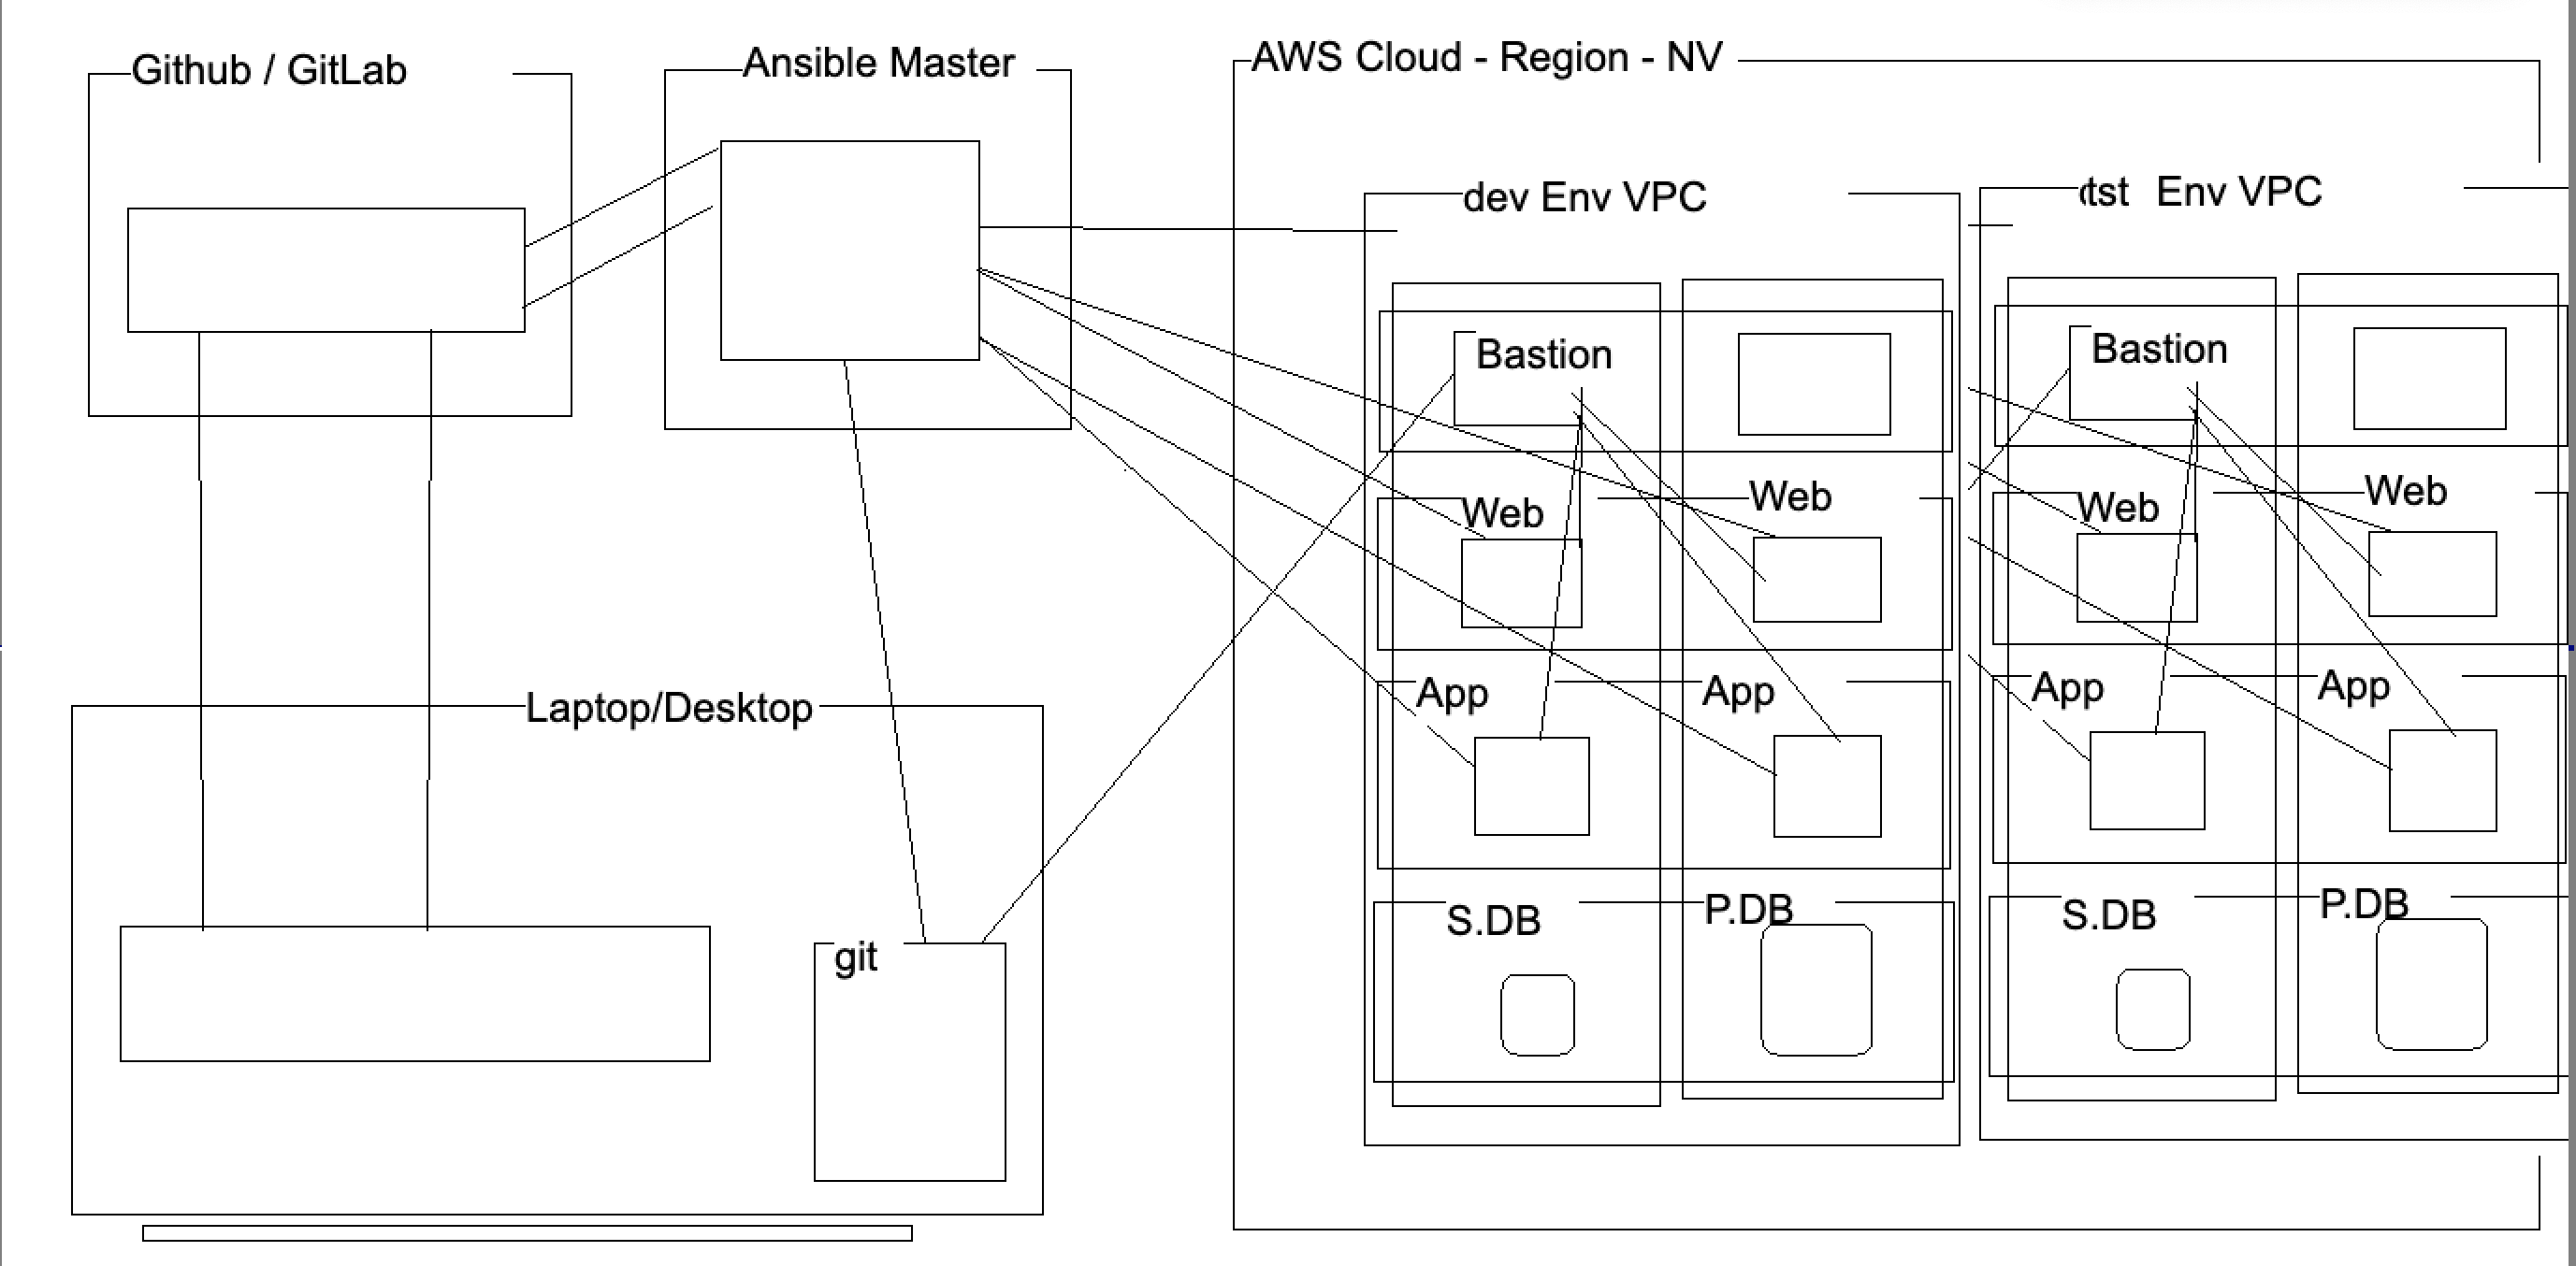 Github / GitLab
Ansible Master
AWS Cloud - Region - NV
dev Env VPC
tst Env VPC
Bastion
Bastion
Web
Web
Web
Web
App
App
App
App
Laptop/Desktop
S.DB
P.DB
S.DB
P.DB
git